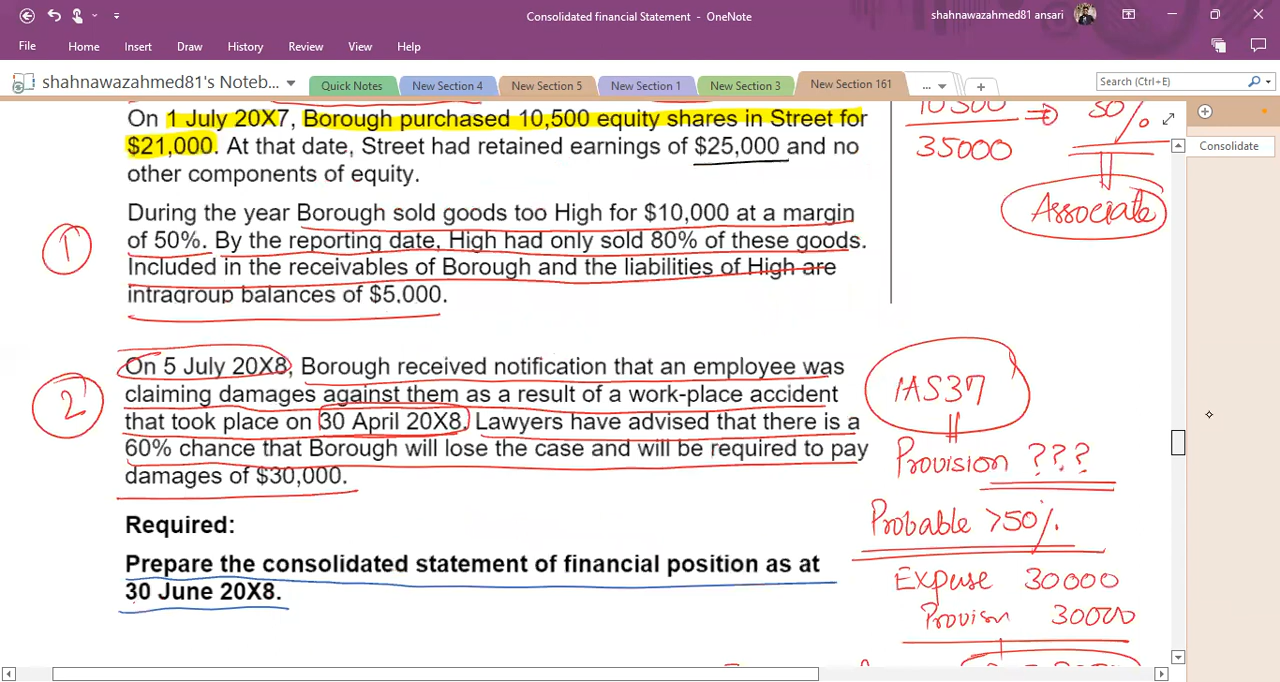 Consolidated financial Statement - OneNote
shahnawazahmed81 ansari
File Home Insert Draw History Review View Help
shahnawazahmed81's Noteb...
Quick Notes
New Section 4
New Section 5
New Section 1
New Section 3
New Section 161
...
Search (Ctrl+E)
Consolidate
On 1 July 20X7, Borough purchased 10,500 equity shares in Street for
$21,000. At that date, Street had retained earnings of $25,000 and no
other components of equity.
10500 ⇒ 30%
35000
Associate
1
During the year Borough sold goods too High for $10,000 at a margin
of 50%. By the reporting date, High had only sold 80% of these goods.
Included in the receivables of Borough and the liabilities of High are
intragroup balances of $5,000.
2
On 5 July 20X8, Borough received notification that an employee was
claiming damages against them as a result of a work-place accident
that took place on 30 April 20X8. Lawyers have advised that there is a
60% chance that Borough will lose the case and will be required to pay
damages of $30,000.
IAS37
Provision ???
Probable >50%
Expense 30000
Provism 30000
Required:
Prepare the consolidated statement of financial position as at
30 June 20X8.